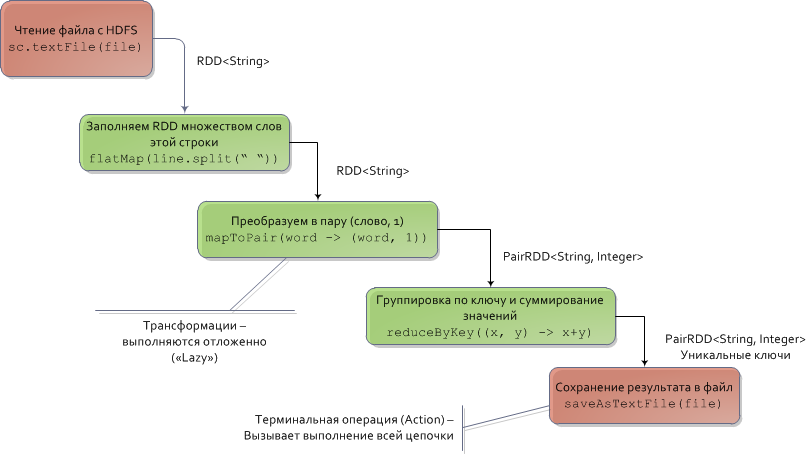 Чтение файла с HDFS
sc.textFile(file)
RDD<String>
Заполняем RDD множеством слов
этой строки
flatMap(line.split(“ “))
RDD<String>
Преобразуем в пару (слово, 1)
mapToPair(word -> (word, 1))
PairRDD<String, Integer>
Группировка по ключу и суммирование
значений
reduceByKey((x, y) -> x+y)
Трансформации –
выполняются отложенно
(«Lazy»)
PairRDD<String, Integer>
Уникальные ключи
Сохранение результата в файл
saveAsTextFile(file)
Терминальная операция (Action) –
Вызывает выполнение всей цепочки